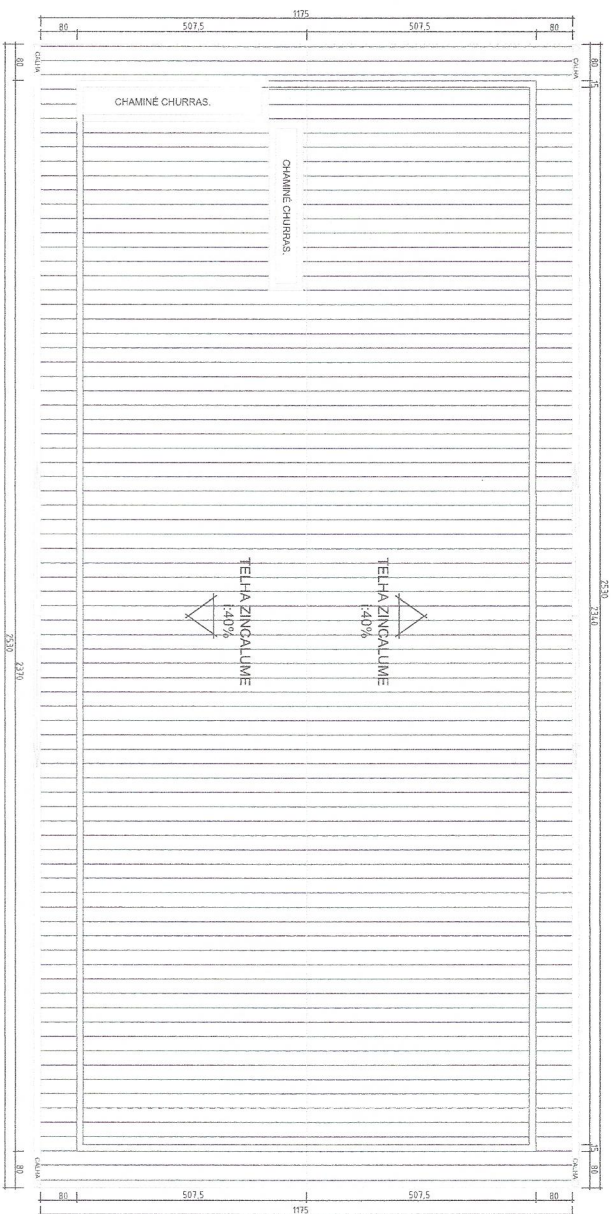 1175
80 507,5 507,5 80
80 CALHA CALHA 80
15
CHAMINÉ CHURRAS.
CHAMINÉ CHURRAS.
TELHA ZINCALUME
i:40%
TELHA ZINCALUME
i:40%
2530
2340
2530
2370
15
80 CALHA CALHA 80
80 507,5 507,5 80
1175